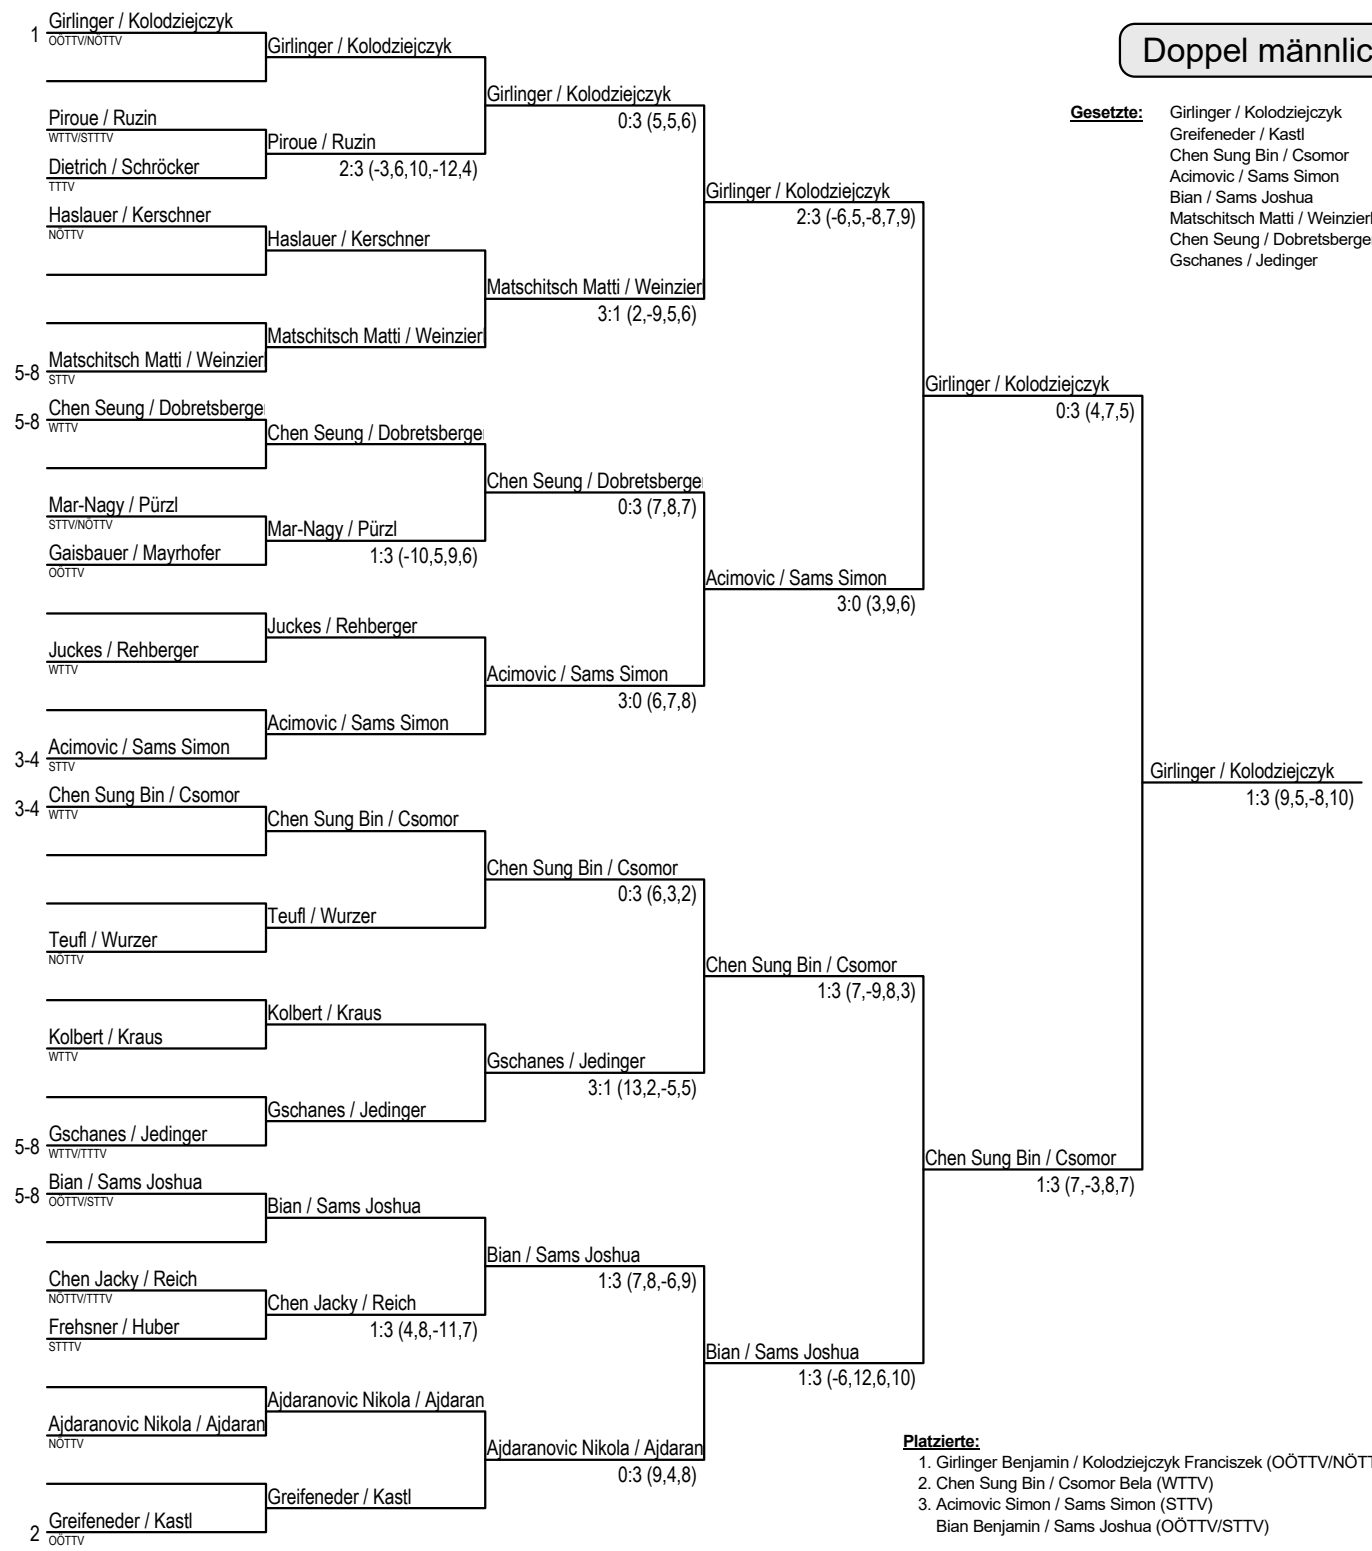 Doppel männlic
Gesetzte:
Girlinger / Kolodziejczyk
Greifeneder / Kastl
Chen Sung Bin / Csomor
Acimovic / Sams Simon
Bian / Sams Joshua
Matschitsch Matti / Weinzierl
Chen Seung / Dobretsberge
Gschanes / Jedinger
1 Girlinger / Kolodziejczyk
OÖTTV/NÖTTV
Piroue / Ruzin
WTTV/STTTV
Dietrich / Schröcker
TTTV
Haslauer / Kerschner
NÖTTV
5-8 Matschitsch Matti / Weinzierl
STTV
5-8 Chen Seung / Dobretsberge
WTTV
Mar-Nagy / Pürzl
STTV/NÖTTV
Gaisbauer / Mayrhofer
OÖTTV
Juckes / Rehberger
WTTV
3-4 Acimovic / Sams Simon
STTV
3-4 Chen Sung Bin / Csomor
WTTV
Teufl / Wurzer
NÖTTV
Kolbert / Kraus
WTTV
5-8 Gschanes / Jedinger
WTTV/TTTV
5-8 Bian / Sams Joshua
OÖTTV/STTV
Chen Jacky / Reich
NÖTTV/TTTV
Frehsner / Huber
STTTV
Ajdaranovic Nikola / Ajdaran
NÖTTV
2 Greifeneder / Kastl
OÖTTV
Girlinger / Kolodziejczyk
Piroue / Ruzin
2:3 (-3,6,10,-12,4)
Haslauer / Kerschner
Matschitsch Matti / Weinzierl
Chen Seung / Dobretsberge
Mar-Nagy / Pürzl
1:3 (-10,5,9,6)
Juckes / Rehberger
Acimovic / Sams Simon
Chen Sung Bin / Csomor
Teufl / Wurzer
Kolbert / Kraus
Gschanes / Jedinger
Bian / Sams Joshua
Chen Jacky / Reich
1:3 (4,8,-11,7)
Ajdaranovic Nikola / Ajdaran
Greifeneder / Kastl
Girlinger / Kolodziejczyk
0:3 (5,5,6)
Matschitsch Matti / Weinzierl
3:1 (2,-9,5,6)
Chen Seung / Dobretsberge
0:3 (7,8,7)
Acimovic / Sams Simon
3:0 (6,7,8)
Chen Sung Bin / Csomor
0:3 (6,3,2)
Gschanes / Jedinger
3:1 (13,2,-5,5)
Bian / Sams Joshua
1:3 (7,8,-6,9)
Ajdaranovic Nikola / Ajdaran
0:3 (9,4,8)
Girlinger / Kolodziejczyk
2:3 (-6,5,-8,7,9)
Acimovic / Sams Simon
3:0 (3,9,6)
Chen Sung Bin / Csomor
1:3 (7,-9,8,3)
Bian / Sams Joshua
1:3 (-6,12,6,10)
Girlinger / Kolodziejczyk
0:3 (4,7,5)
Chen Sung Bin / Csomor
1:3 (7,-3,8,7)
Girlinger / Kolodziejczyk
1:3 (9,5,-8,10)
Platzierte:
1. Girlinger Benjamin / Kolodziejczyk Franciszek (OÖTTV/NÖTT
2. Chen Sung Bin / Csomor Bela (WTTV)
3. Acimovic Simon / Sams Simon (STTV)
Bian Benjamin / Sams Joshua (OÖTTV/STTV)